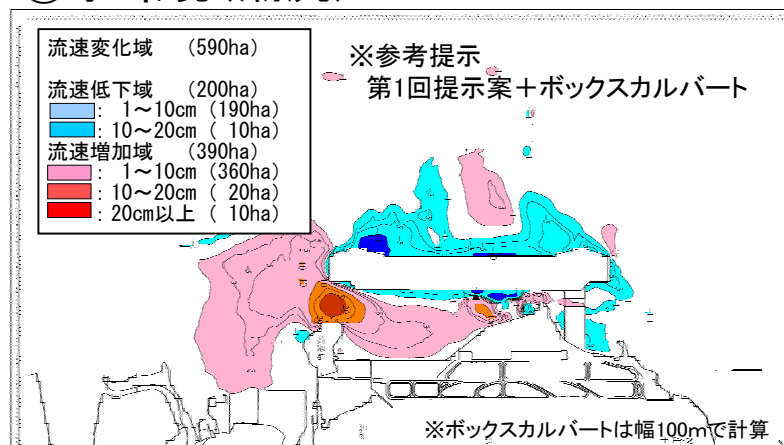 流速変化域　(590ha)
流速低下域　(200ha)
: 1～10cm (190ha)
: 10～20cm ( 10ha)
流速増加域　(390ha)
: 1～10cm (360ha)
: 10～20cm ( 20ha)
: 20cm以上 ( 10ha)
※参考提示
第1回提示案＋ボックスカルバート
※ボックスカルバートは幅100mで計算